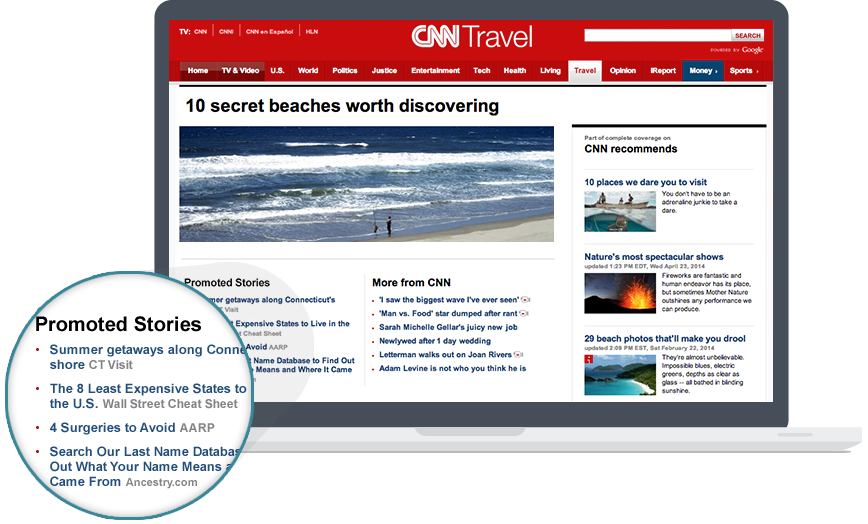 TV: CNN CNNi CNN en Español HLN
CNN Travel
SEARCH
POWERED BY Google
Home TV & Video U.S. World Politics Justice Entertainment Tech Health Living Travel Opinion iReport Money › Sports ›
10 secret beaches worth discovering
Part of complete coverage on
CNN recommends
10 places we dare you to visit
You don't have to be an
adrenaline junkie to take a
dare.
Nature's most spectacular shows
updated 1:23 PM EDT, Wed April 23, 2014
Fireworks are fantastic and
human endeavor has its place,
but sometimes Mother Nature
outshines any performance we
can produce.
29 beach photos that'll make you drool
updated 2:09 PM EST, Sat February 22, 2014
They're almost unbelievable.
Impossible blues, electric
greens, depths as clear as
glass -- all bathed in blinding
sunshine.
Promoted Stories
mer getaways along Connecticut's
Visit
Expensive States to Live in the
t Cheat Sheet
Avoid AARP
Name Database to Find Out
e Means and Where It Came
More from CNN
• 'I saw the biggest wave I've ever seen'
• 'Man vs. Food' star dumped after rant
• Sarah Michelle Gellar's juicy new job
• Newlywed after 1 day wedding
• Letterman walks out on Joan Rivers
• Adam Levine is not who you think he is
Promoted Stories
• Summer getaways along Conne
shore CT Visit
• The 8 Least Expensive States to
the U.S. Wall Street Cheat Sheet
• 4 Surgeries to Avoid AARP
• Search Our Last Name Databas
Out What Your Name Means a
Came From Ancestry.com